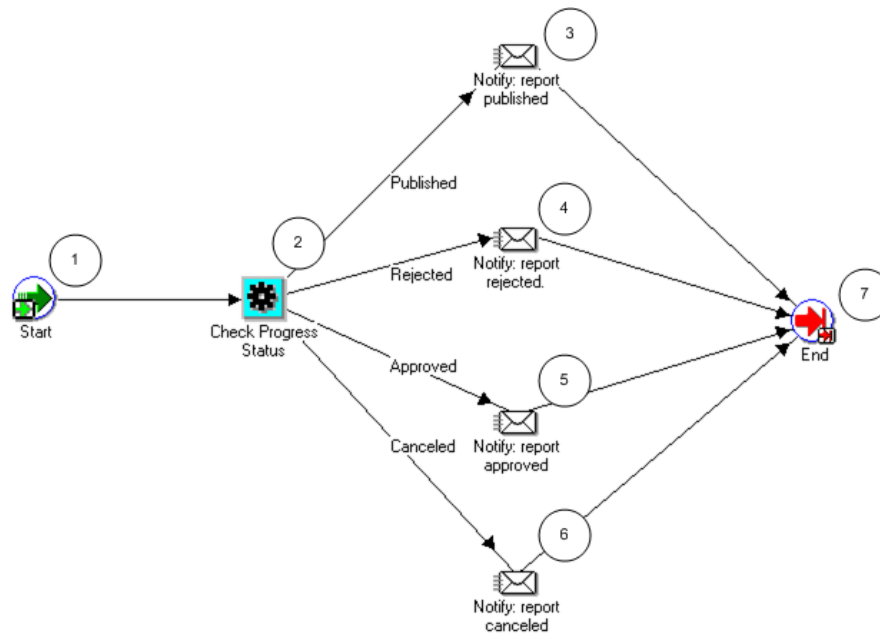 3
Notify: report
published
Published
4
2
Notify: report
rejected.
Rejected
1
7
Start
Check Progress
Status
End
Approved
5
Notify: report
approved
Canceled
6
Notify: report
canceled